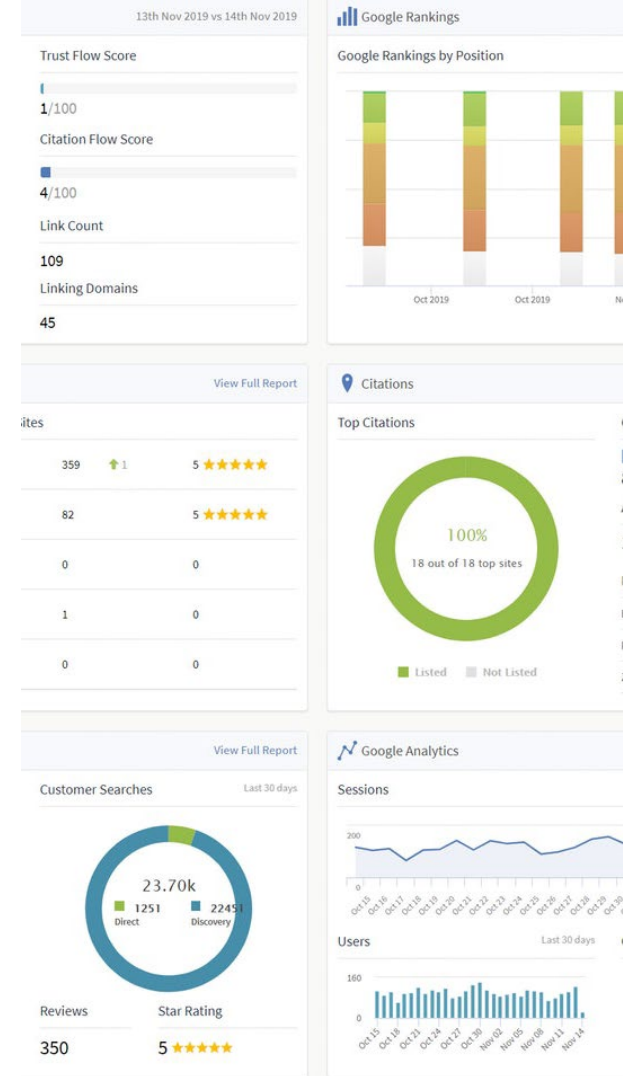 13th Nov 2019 vs 14th Nov 2019
Trust Flow Score
1/100
Citation Flow Score
4/100
Link Count
109
Linking Domains
45
Google Rankings
Google Rankings by Position
Oct 2019
Oct 2019
View Full Report
359 1 5
82 5
0 0
1 0
0 0
Citations
Top Citations
100%
18 out of 18 top sites
Listed Not Listed
View Full Report
Customer Searches Last 30 days
23.70k
1251 22451
Direct Discovery
Reviews Star Rating
350 5
Google Analytics
Sessions
200
0
Oct 15 Oct 16 Oct 17 Oct 18 Oct 19 Oct 20 Oct 21 Oct 22 Oct 23 Oct 24 Oct 25 Oct 26 Oct 27 Oct 28 Oct 29 Oct 30
Users Last 30 days
160
0
Oct 15 Oct 18 Oct 21 Oct 24 Oct 27 Oct 30 Nov 02 Nov 05 Nov 08 Nov 11 Nov 14